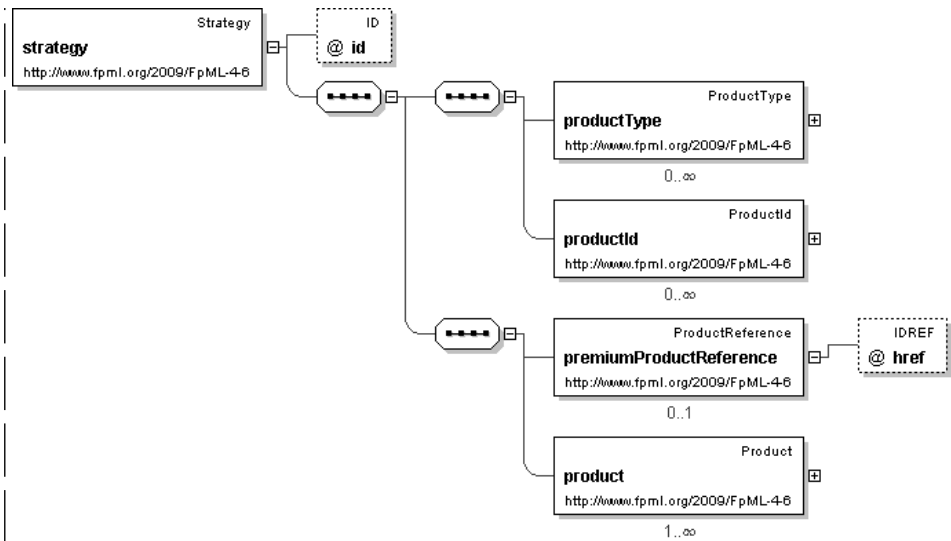 Strategy
strategy
http://www.fpml.org/2009/FpML-4-6
ID
@ id
ProductType
productType
http://www.fpml.org/2009/FpML-4-6
0..∞
ProductId
productId
http://www.fpml.org/2009/FpML-4-6
0..∞
ProductReference
premiumProductReference
http://www.fpml.org/2009/FpML-4-6
0..1
IDREF
@ href
Product
product
http://www.fpml.org/2009/FpML-4-6
1..∞